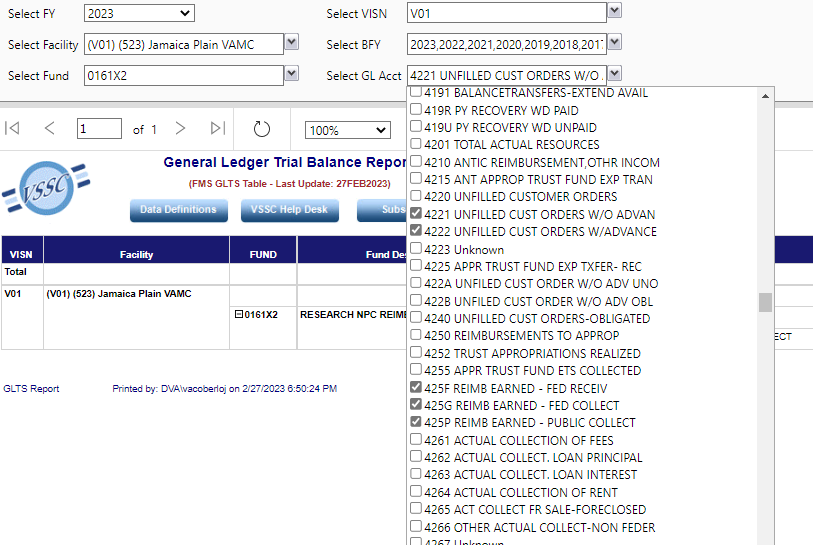 Select FY 2023 Select VISN V01
Select Facility (V01) (523) Jamaica Plain VAMC Select BFY 2023,2022,2021,2020,2019,2018,2017
Select Fund 0161X2 Select GL Acct 4221 UNFILLED CUST ORDERS W/O
4191 BALANCETRANSFERS-EXTEND AVAIL
419R PY RECOVERY WD PAID
419U PY RECOVERY WD UNPAID
4201 TOTAL ACTUAL RESOURCES
4210 ANTIC REIMBURSEMENT,OTHR INCOM
4215 ANT APPROP TRUST FUND EXP TRAN
4220 UNFILLED CUSTOMER ORDERS
4221 UNFILLED CUST ORDERS W/O ADVAN
4222 UNFILLED CUST ORDERS W/ADVANCE
4223 Unknown
4225 APPR TRUST FUND EXP TXFER- REC
422A UNFILED CUST ORDER W/O ADV UNO
422B UNFILED CUST ORDER W/O ADV OBL
4240 UNFILLED CUST ORDERS-OBLIGATED
4250 REIMBURSEMENTS TO APPROP
4252 TRUST APPROPRIATIONS REALIZED
4255 APPR TRUST FUND ETS COLLECTED
425F REIMB EARNED - FED RECEIV
425G REIMB EARNED - FED COLLECT
425P REIMB EARNED - PUBLIC COLLECT
4261 ACTUAL COLLECTION OF FEES
4262 ACTUAL COLLECT. LOAN PRINCIPAL
4263 ACTUAL COLLECT. LOAN INTEREST
4264 ACTUAL COLLECTION OF RENT
4265 ACT COLLECT FR SALE-FORECLOSED
4266 OTHER ACTUAL COLLECT-NON FEDER
4267 Unknown
1 of 1 100%
VSSC
General Ledger Trial Balance Repor
(FMS GLTS Table - Last Update: 27FEB2023)
Data Definitions VSSC Help Desk Subs
VISN Facility FUND Fund Des
Total
V01 (V01) (523) Jamaica Plain VAMC
0161X2 RESEARCH NPC REIM
ECT
GLTS Report Printed by: DVA\vacoberloj on 2/27/2023 6:50:24 PM